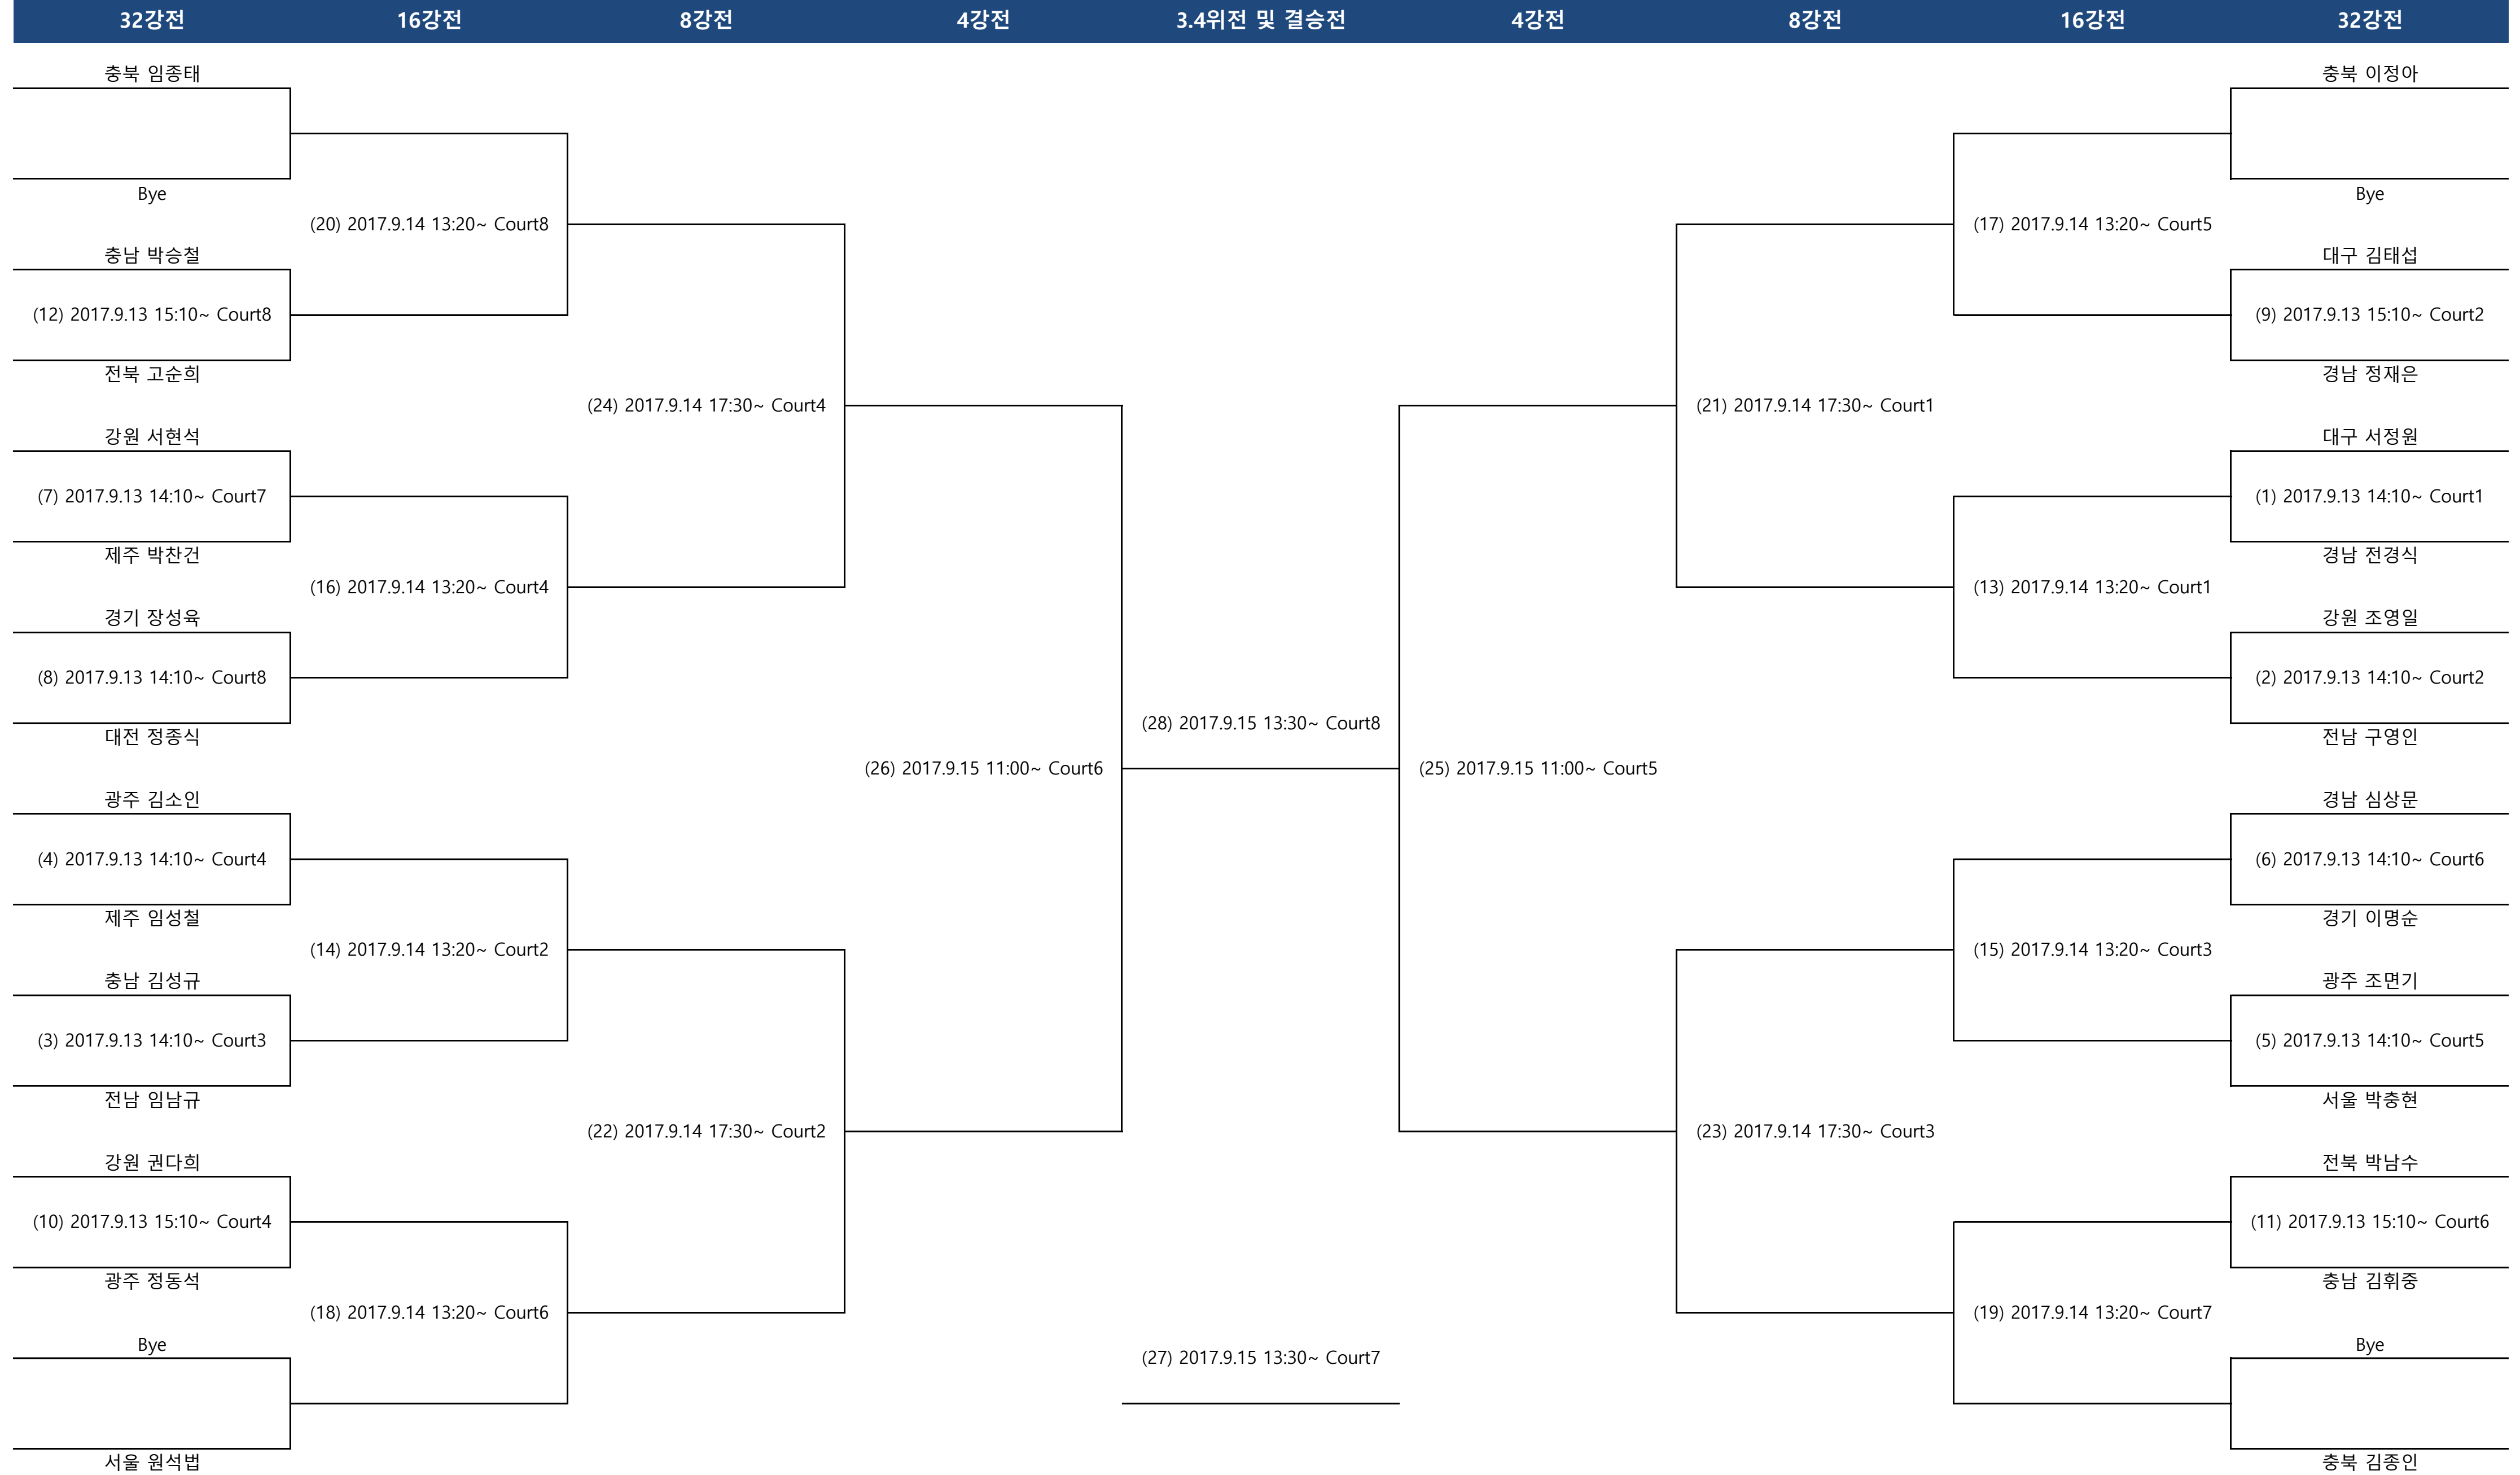 32강전 16강전 8강전 4강전 3.4위전 및 결승전 4강전 8강전 16강전 32강전
충북 임종태 충북 이정아
Bye Bye
(20) 2017.9.14 13:20~ Court8 (17) 2017.9.14 13:20~ Court5
충남 박승철 대구 김태섭
(12) 2017.9.13 15:10~ Court8 (9) 2017.9.13 15:10~ Court2
전북 고순희 경남 정재은
(24) 2017.9.14 17:30~ Court4 (21) 2017.9.14 17:30~ Court1
강원 서현석 대구 서정원
(7) 2017.9.13 14:10~ Court7 (1) 2017.9.13 14:10~ Court1
제주 박찬건 경남 전경식
(16) 2017.9.14 13:20~ Court4 (13) 2017.9.14 13:20~ Court1
경기 장성육 강원 조영일
(8) 2017.9.13 14:10~ Court8 (2) 2017.9.13 14:10~ Court2
(28) 2017.9.15 13:30~ Court8
대전 정종식 전남 구영인
(26) 2017.9.15 11:00~ Court6 (25) 2017.9.15 11:00~ Court5
광주 김소인 경남 심상문
(4) 2017.9.13 14:10~ Court4 (6) 2017.9.13 14:10~ Court6
제주 임성철 경기 이명순
(14) 2017.9.14 13:20~ Court2 (15) 2017.9.14 13:20~ Court3
충남 김성규 광주 조면기
(3) 2017.9.13 14:10~ Court3 (5) 2017.9.13 14:10~ Court5
전남 임남규 서울 박충현
(22) 2017.9.14 17:30~ Court2 (23) 2017.9.14 17:30~ Court3
강원 권다희 전북 박남수
(10) 2017.9.13 15:10~ Court4 (11) 2017.9.13 15:10~ Court6
광주 정동석 충남 김휘중
(18) 2017.9.14 13:20~ Court6 (19) 2017.9.14 13:20~ Court7
Bye Bye
(27) 2017.9.15 13:30~ Court7
서울 원석법 충북 김종인